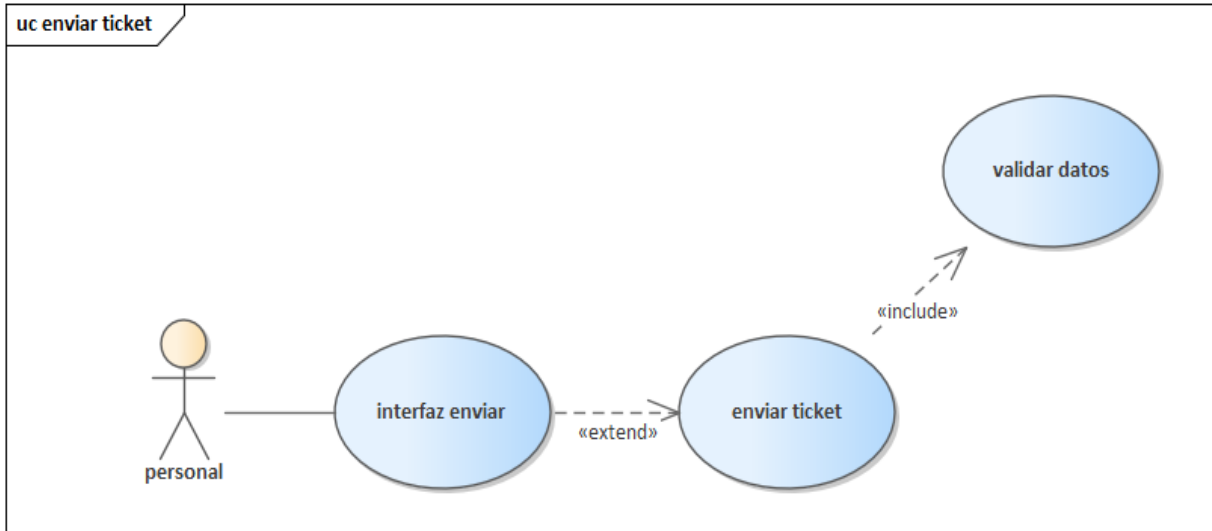 uc enviar ticket
validar datos
«include»
interfaz enviar
«extend»
enviar ticket
personal